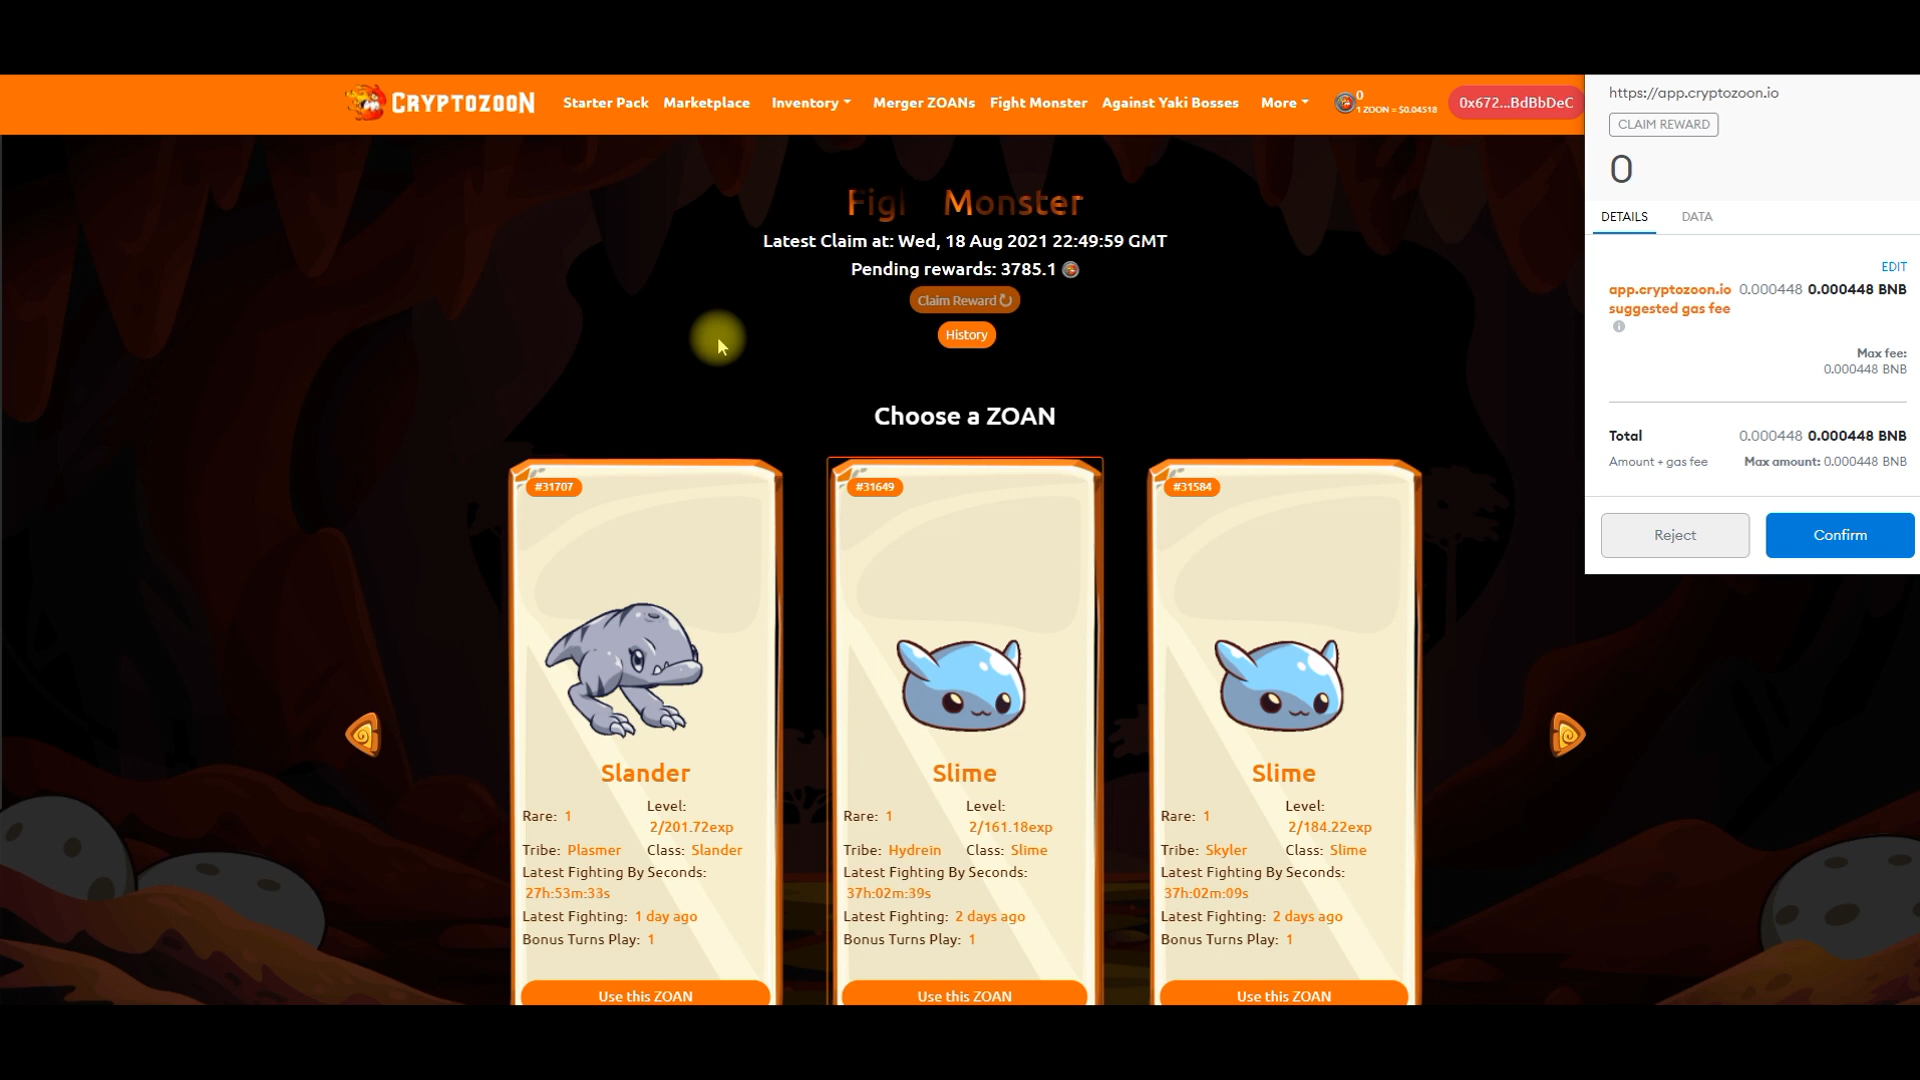 CRYPTOZOON
Starter Pack Marketplace Inventory Merger ZOANs Fight Monster Against Yaki Bosses More
0
1 ZOON = $0.04518
0x672...BdBbDeC
Figl Monster
Latest Claim at: Wed, 18 Aug 2021 22:49:59 GMT
Pending rewards: 3785.1
Claim Reward
History
Choose a ZOAN
#31707
Slander
Rare: 1
Level: 2/201.72exp
Tribe: Plasmer Class: Slander
Latest Fighting By Seconds:
27h:53m:33s
Latest Fighting: 1 day ago
Bonus Turns Play: 1
Use this ZOAN
#31649
Slime
Rare: 1
Level: 2/161.18exp
Tribe: Hydrein Class: Slime
Latest Fighting By Seconds:
37h:02m:39s
Latest Fighting: 2 days ago
Bonus Turns Play: 1
Use this ZOAN
#31584
Slime
Rare: 1
Level: 2/184.22exp
Tribe: Skyler Class: Slime
Latest Fighting By Seconds:
37h:02m:09s
Latest Fighting: 2 days ago
Bonus Turns Play: 1
Use this ZOAN
https://app.cryptozoon.io
CLAIM REWARD
0
DETAILS DATA
EDIT
app.cryptozoon.io 0.000448 0.000448 BNB
suggested gas fee
Max fee:
0.000448 BNB
Total 0.000448 0.000448 BNB
Amount + gas fee Max amount: 0.000448 BNB
Reject Confirm